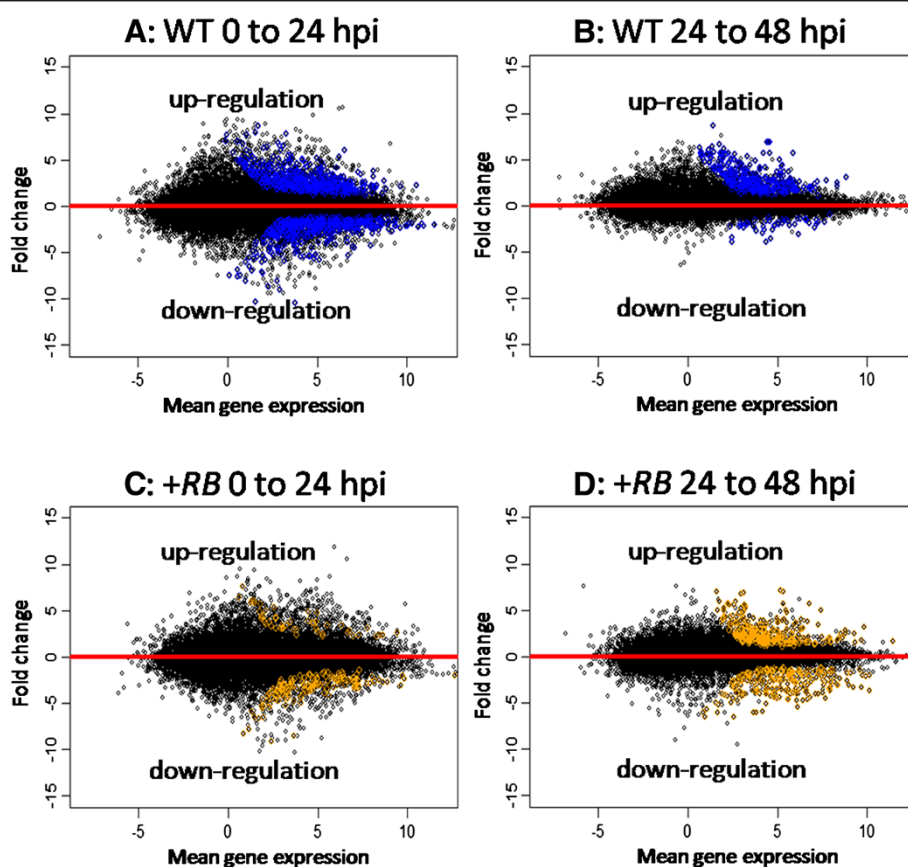 A: WT 0 to 24 hpi
up-regulation
down-regulation
Fold change
15
10
5
0
-5
-10
-15
-5
0
5
10
Mean gene expression
B: WT 24 to 48 hpi
up-regulation
down-regulation
Fold change
15
10
5
0
-5
-10
-15
-5
0
5
10
Mean gene expression
C: +RB 0 to 24 hpi
up-regulation
down-regulation
Fold change
15
10
5
0
-5
-10
-15
-5
0
5
10
Mean gene expression
D: +RB 24 to 48 hpi
up-regulation
down-regulation
Fold change
15
10
5
0
-5
-10
-15
-5
0
5
10
Mean gene expression